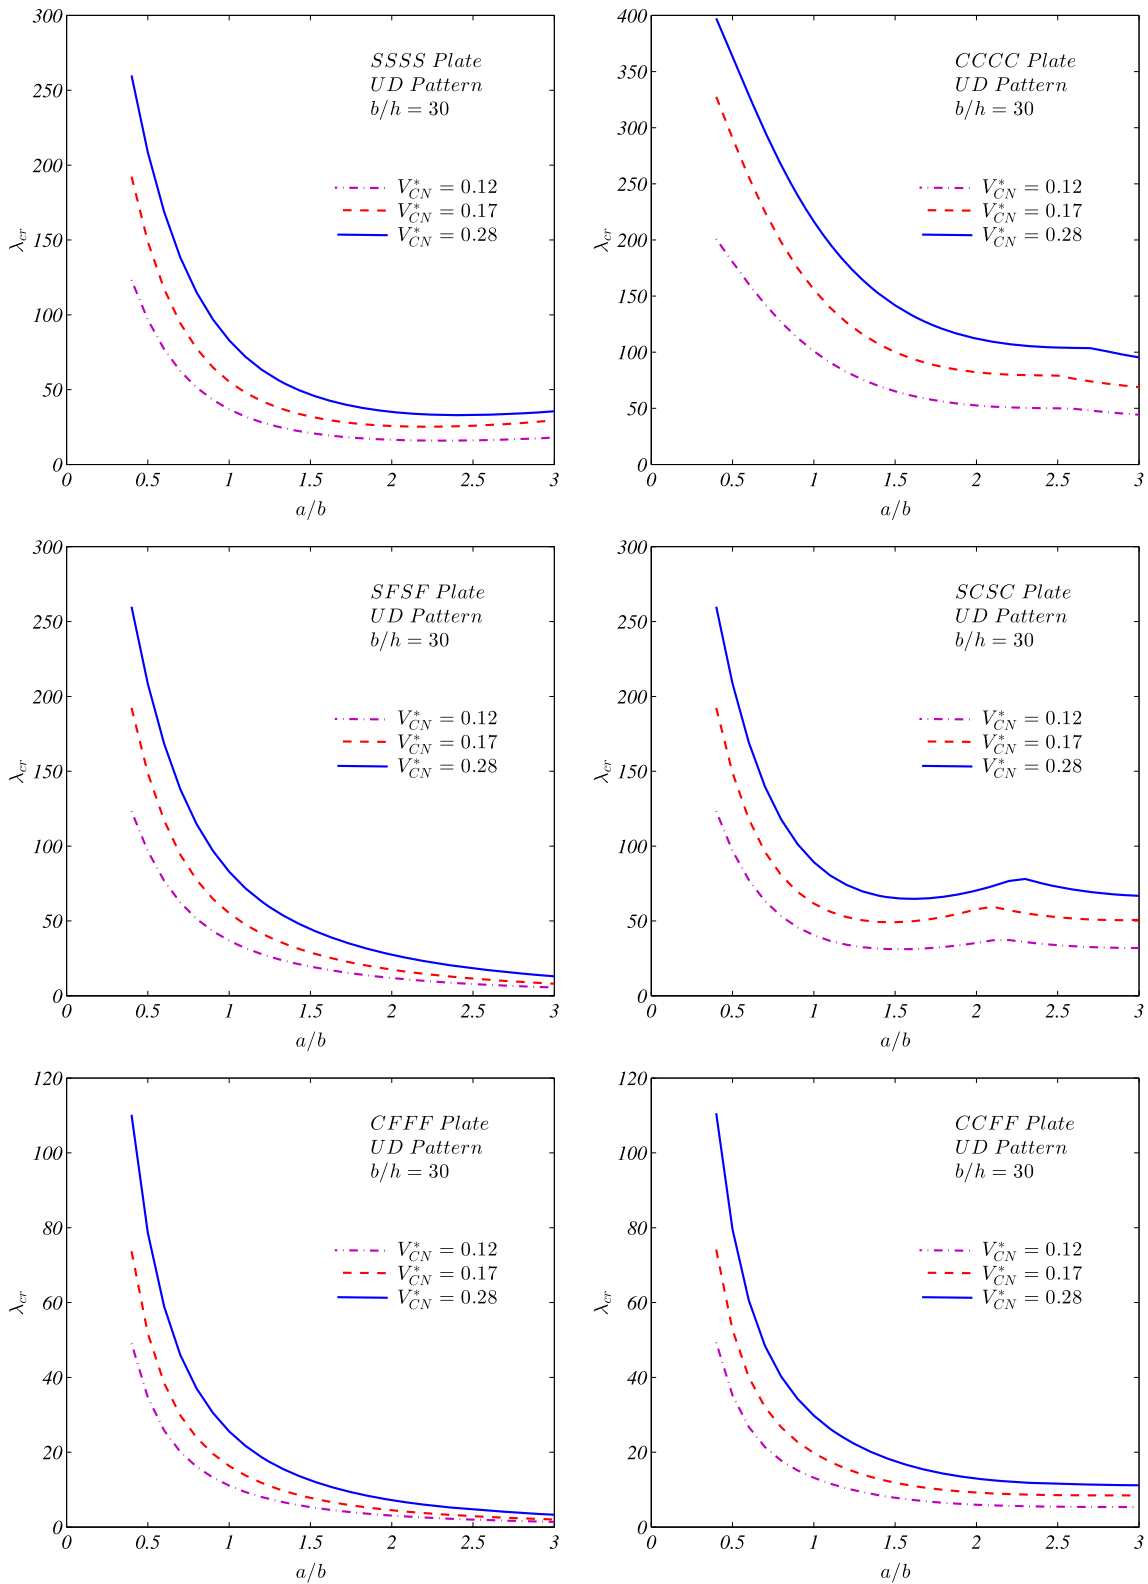 300
250
200
150
100
50
0
λcr
SSSS Plate
UD Pattern
b/h = 30
V*CN = 0.12
V*CN = 0.17
V*CN = 0.28
0 0.5 1 1.5 2 2.5 3
a/b
400
350
300
250
200
150
100
50
0
λcr
CCCC Plate
UD Pattern
b/h = 30
V*CN = 0.12
V*CN = 0.17
V*CN = 0.28
0 0.5 1 1.5 2 2.5 3
a/b
300
250
200
150
100
50
0
λcr
SFSF Plate
UD Pattern
b/h = 30
V*CN = 0.12
V*CN = 0.17
V*CN = 0.28
0 0.5 1 1.5 2 2.5 3
a/b
300
250
200
150
100
50
0
λcr
SCSC Plate
UD Pattern
b/h = 30
V*CN = 0.12
V*CN = 0.17
V*CN = 0.28
0 0.5 1 1.5 2 2.5 3
a/b
120
100
80
60
40
20
0
λcr
CFFF Plate
UD Pattern
b/h = 30
V*CN = 0.12
V*CN = 0.17
V*CN = 0.28
0 0.5 1 1.5 2 2.5 3
a/b
120
100
80
60
40
20
0
λcr
CCFF Plate
UD Pattern
b/h = 30
V*CN = 0.12
V*CN = 0.17
V*CN = 0.28
0 0.5 1 1.5 2 2.5 3
a/b